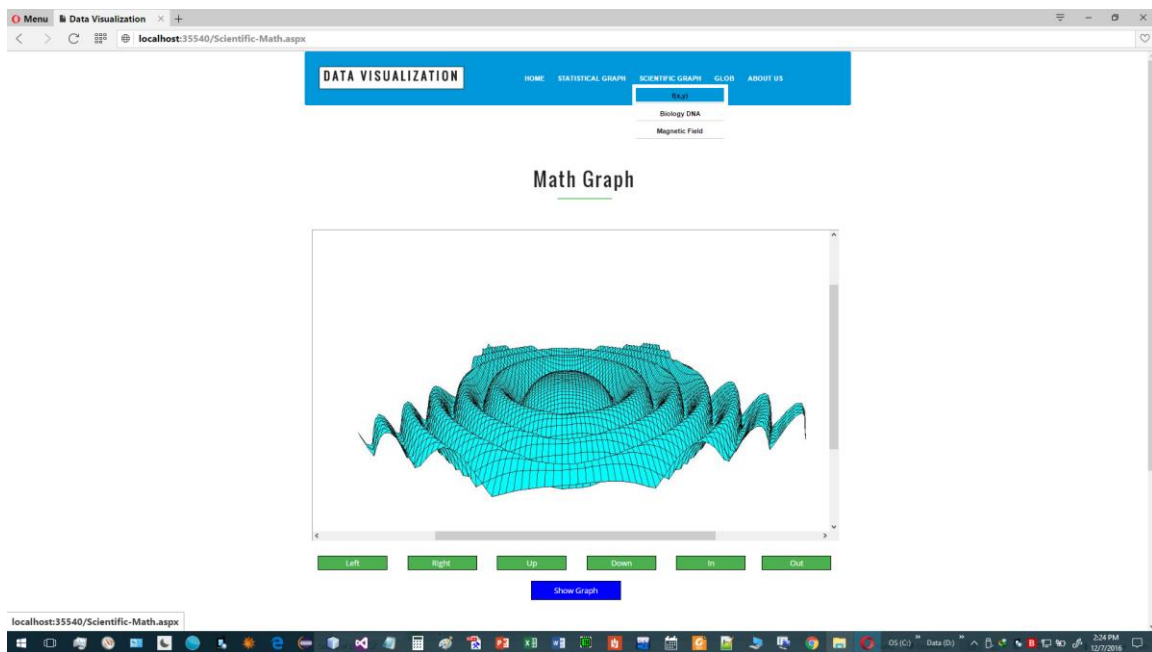 Menu
Data Visualization
localhost:35540/Scientific-Math.aspx
DATA VISUALIZATION
HOME STATISTICAL GRAPH SCIENTIFIC GRAPH GLOB ABOUT US
f(x,y)
Biology DNA
Magnetic Field
Math Graph
Left Right Up Down In Out
Show Graph
localhost:35540/Scientific-Math.aspx
OS (C:) Data (D:) 2:24 PM
12/7/2016